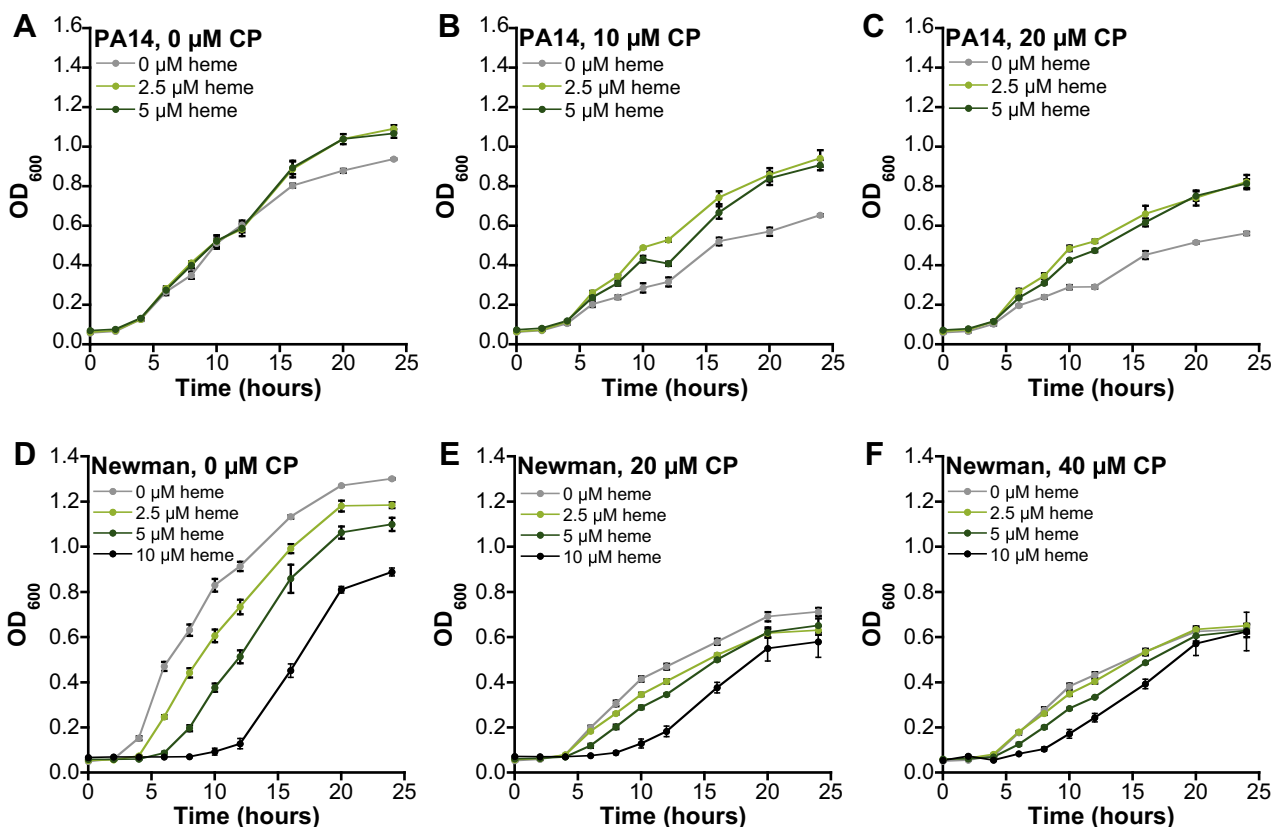 A
PA14, 0 µM CP
0 µM heme
2.5 µM heme
5 µM heme
OD600
1.6
1.4
1.2
1.0
0.8
0.6
0.4
0.2
0.0
0 5 10 15 20 25
Time (hours)
B
PA14, 10 µM CP
0 µM heme
2.5 µM heme
5 µM heme
OD600
1.6
1.4
1.2
1.0
0.8
0.6
0.4
0.2
0.0
0 5 10 15 20 25
Time (hours)
C
PA14, 20 µM CP
0 µM heme
2.5 µM heme
5 µM heme
OD600
1.6
1.4
1.2
1.0
0.8
0.6
0.4
0.2
0.0
0 5 10 15 20 25
Time (hours)
D
Newman, 0 µM CP
0 µM heme
2.5 µM heme
5 µM heme
10 µM heme
OD600
1.4
1.2
1.0
0.8
0.6
0.4
0.2
0.0
0 5 10 15 20 25
Time (hours)
E
Newman, 20 µM CP
0 µM heme
2.5 µM heme
5 µM heme
10 µM heme
OD600
1.4
1.2
1.0
0.8
0.6
0.4
0.2
0.0
0 5 10 15 20 25
Time (hours)
F
Newman, 40 µM CP
0 µM heme
2.5 µM heme
5 µM heme
10 µM heme
OD600
1.4
1.2
1.0
0.8
0.6
0.4
0.2
0.0
0 5 10 15 20 25
Time (hours)